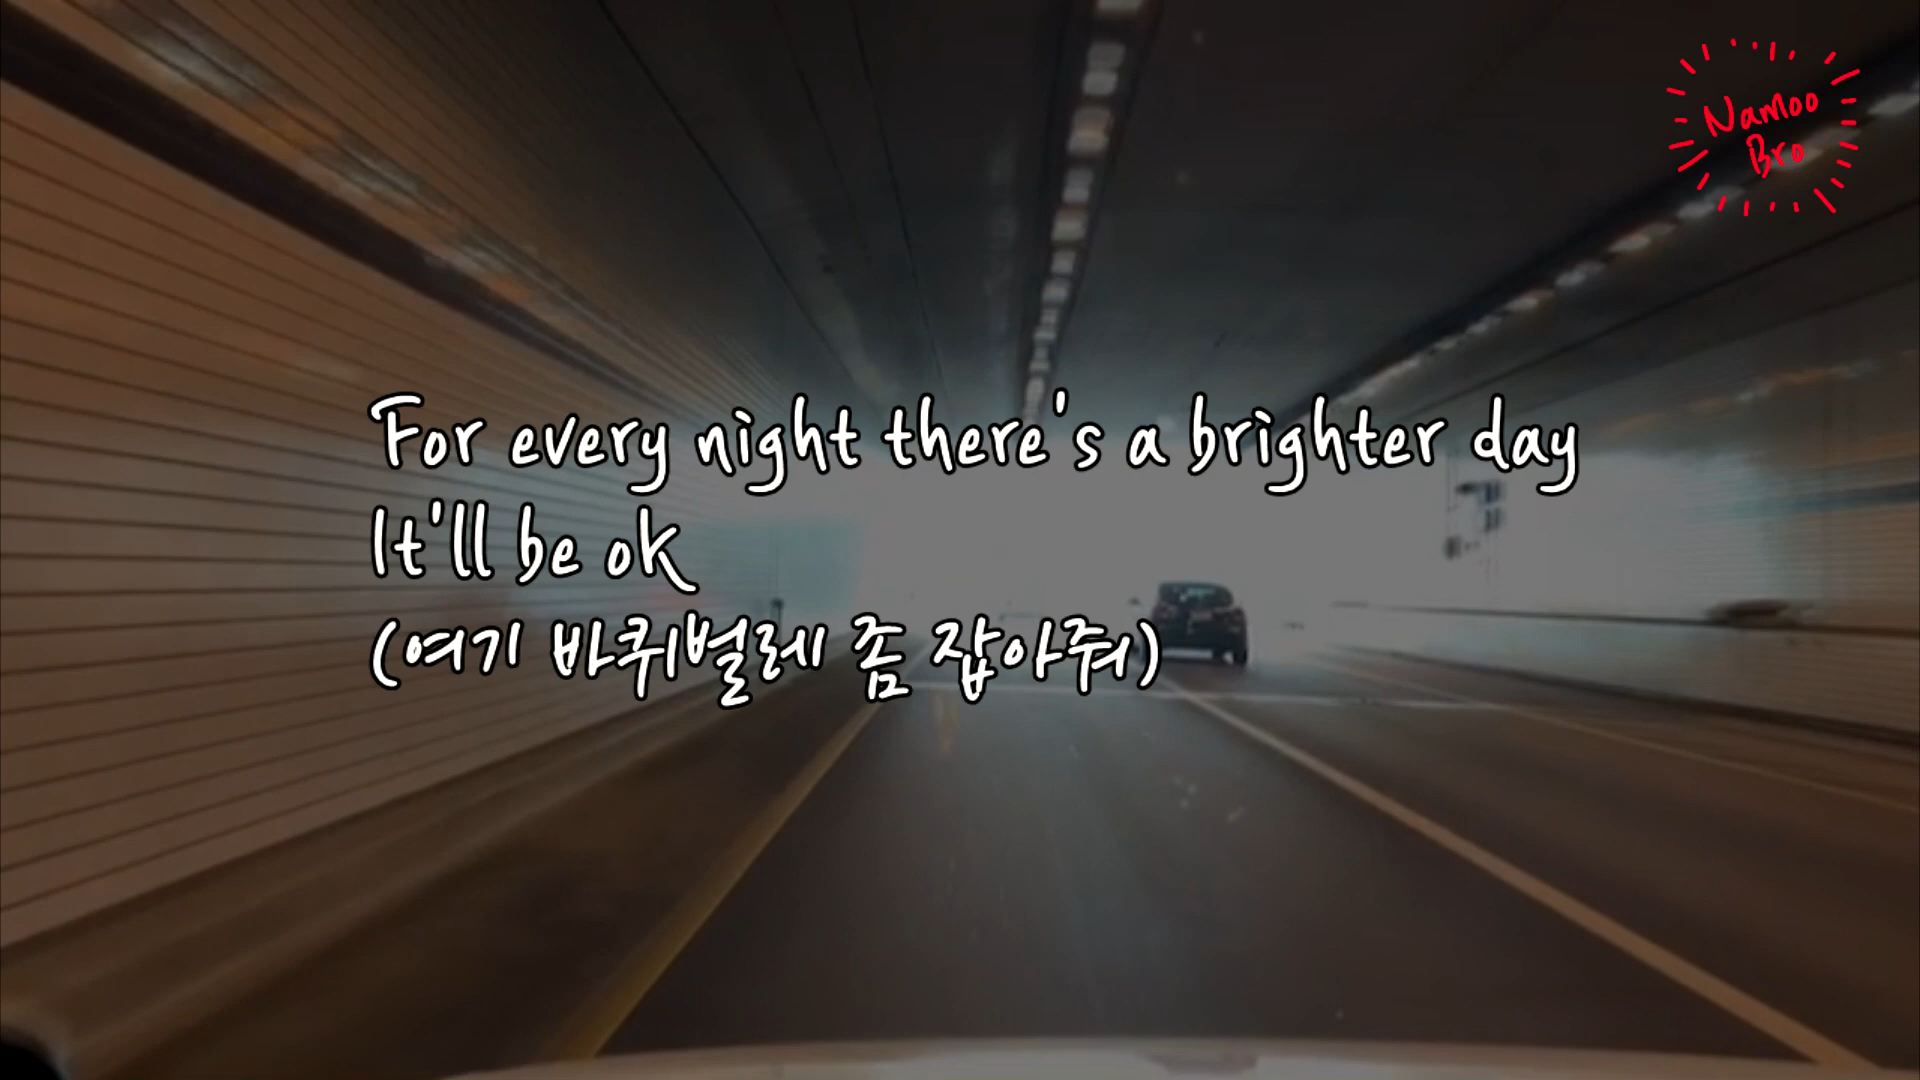 Namoo
Bro
For every night there's a brighter day
It'll be ok
(여기 바퀴벌레 좀 잡아줘)